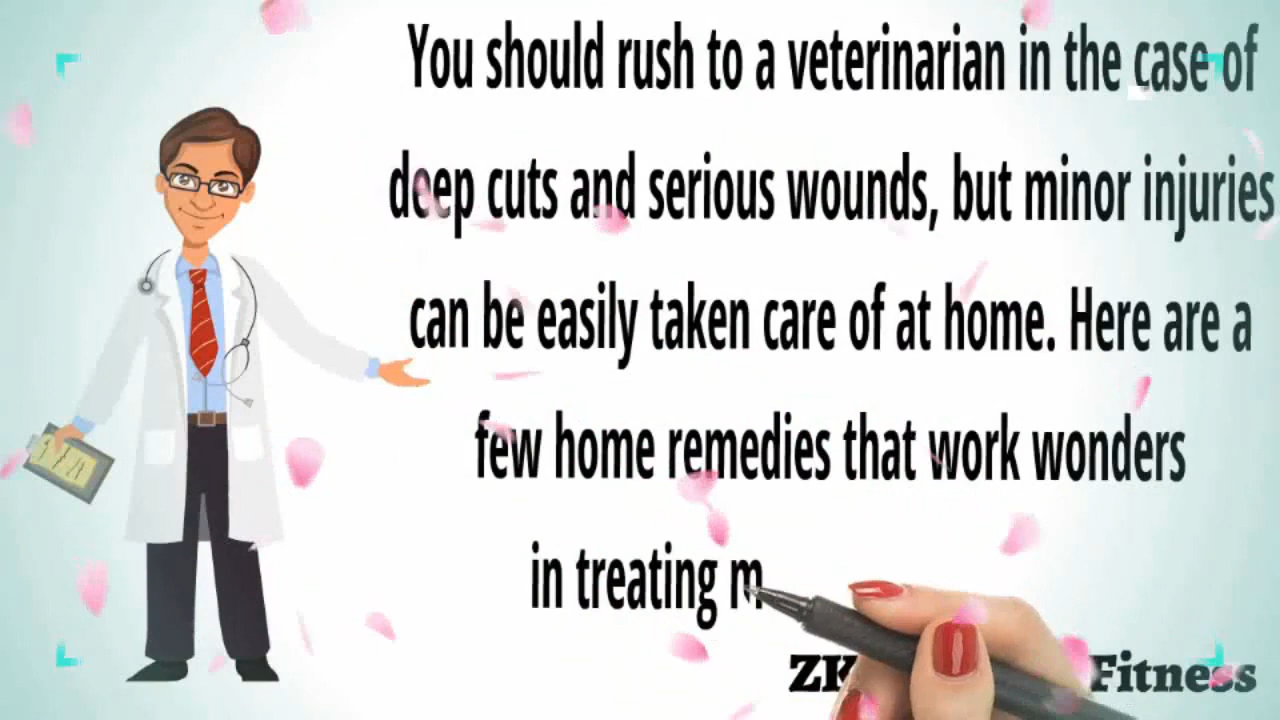 You should rush to a veterinarian in the case of
deep cuts and serious wounds, but minor injuries
can be easily taken care of at home. Here are a
few home remedies that work wonders
in treating m
ZK Fitness